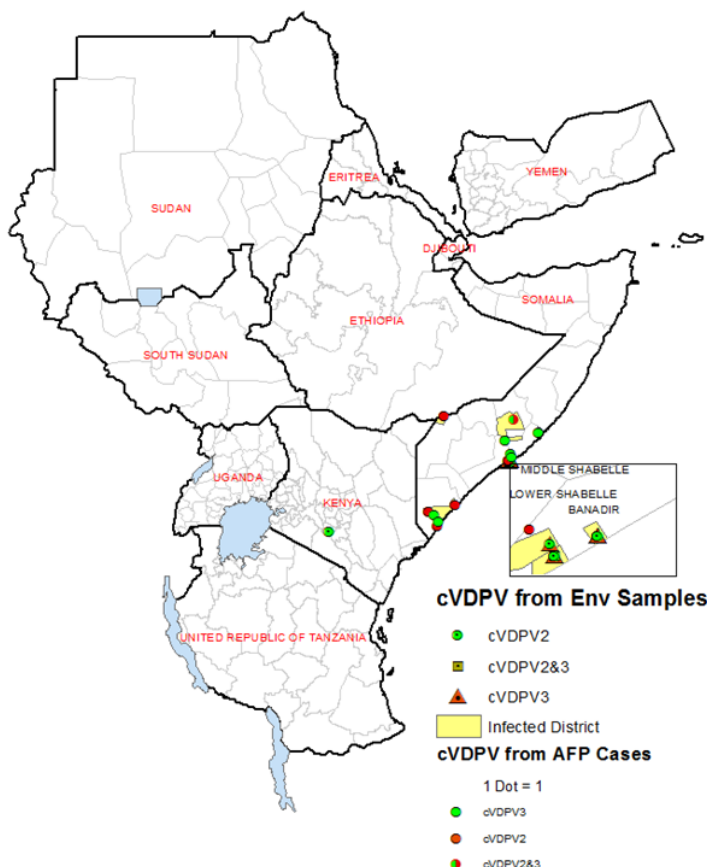 YEMEN
ERITREA
SUDAN
DJIBOUTI
SOMALIA
ETHIOPIA
SOUTH SUDAN
MIDDLE SHABELLE
UGANDA
KENYA
LOWER SHABELLE
BANADIR
cVDPV from Env Samples
cVDPV2
UNITED REPUBLIC OF TANZANIA
cVDPV2&3
cVDPV3
Infected District
cVDPV from AFP Cases
1 Dot = 1
cVDPV3
cVDPV2
cVDPV2&3